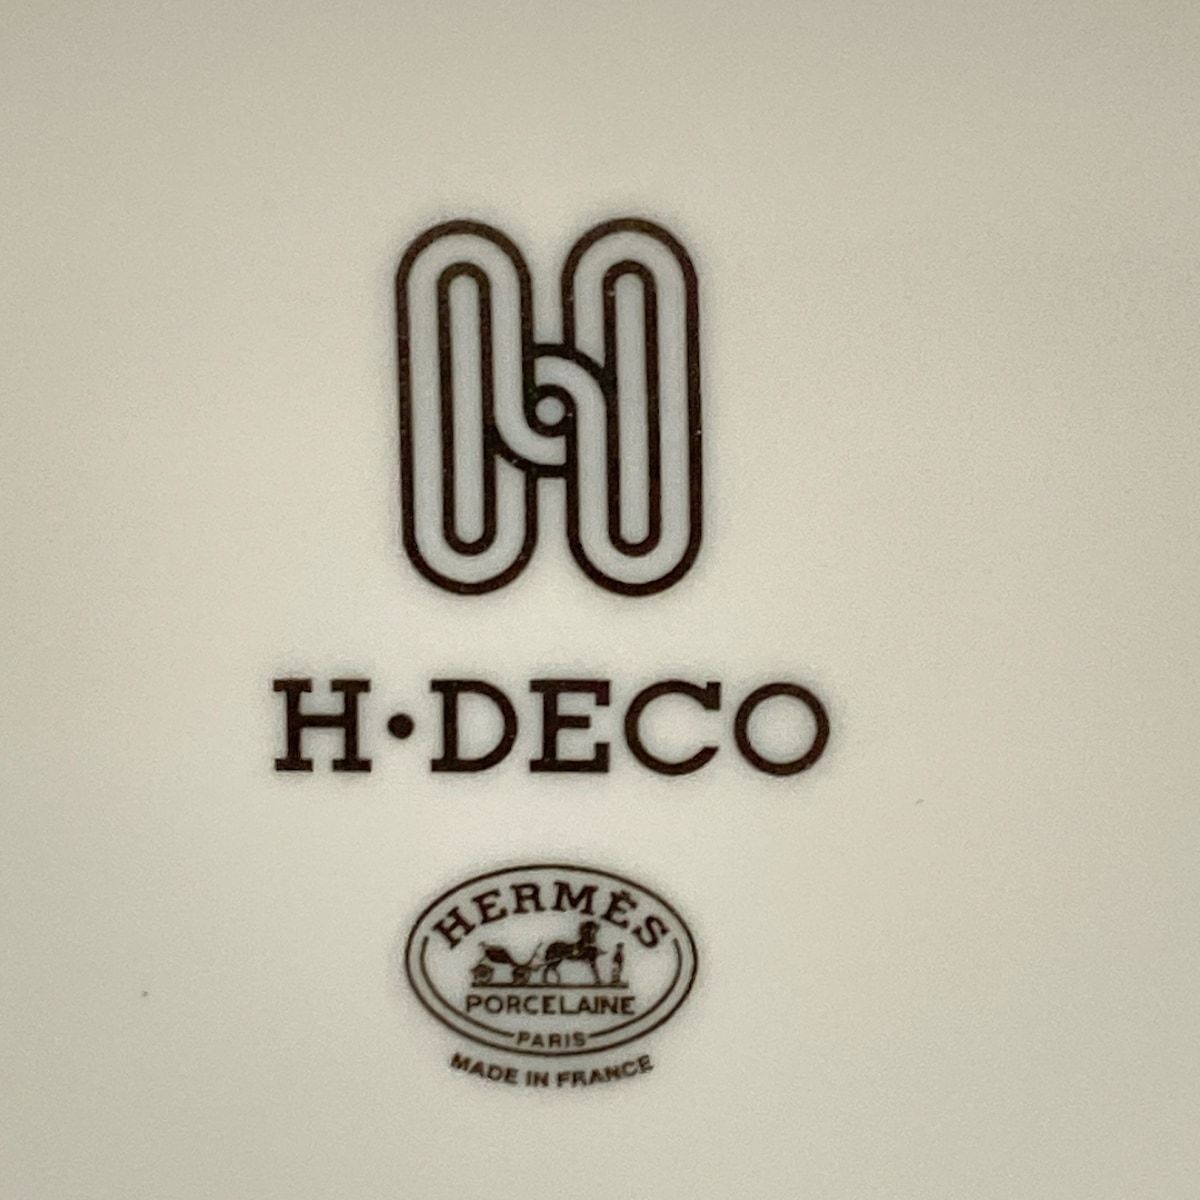 H·DECO
HERMÈS
PORCELAINE
PARIS
MADE IN FRANCE